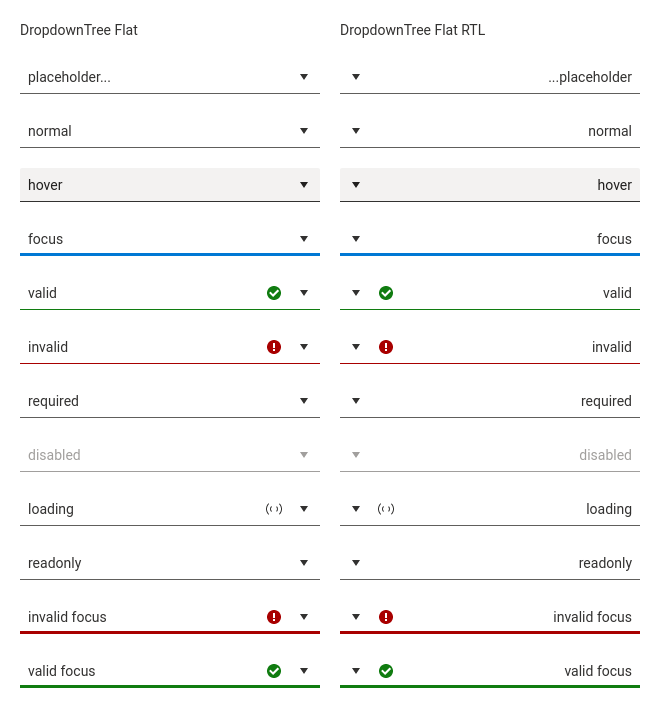 DropdownTree Flat
placeholder...
normal
hover
focus
valid
invalid
required
disabled
loading
readonly
invalid focus
valid focus
DropdownTree Flat RTL
...placeholder
normal
hover
focus
valid
invalid
required
disabled
loading
readonly
invalid focus
valid focus